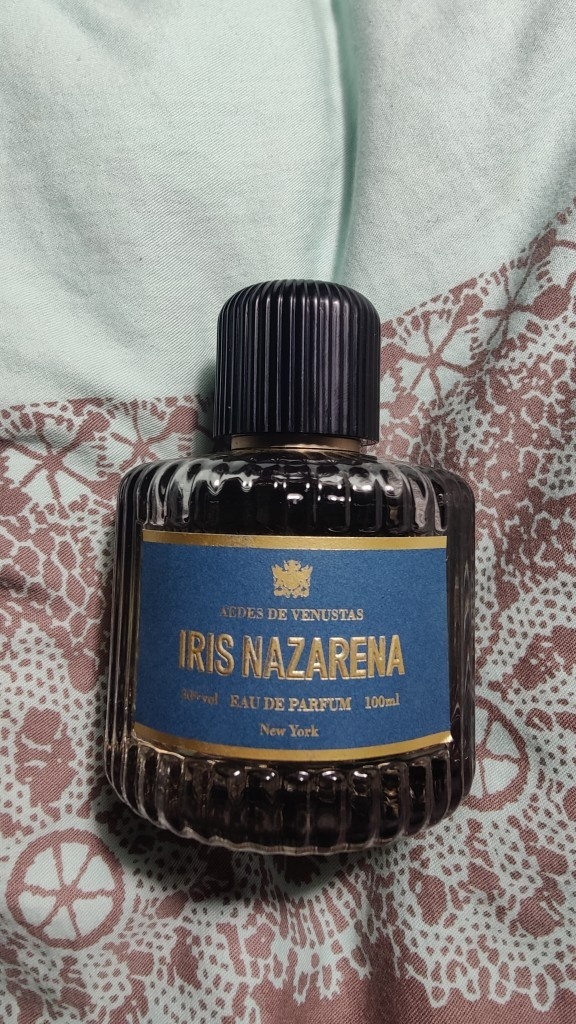 AEDES DE VENUSTAS
IRIS NAZARENA
EAU DE PARFUM 100ml
New York